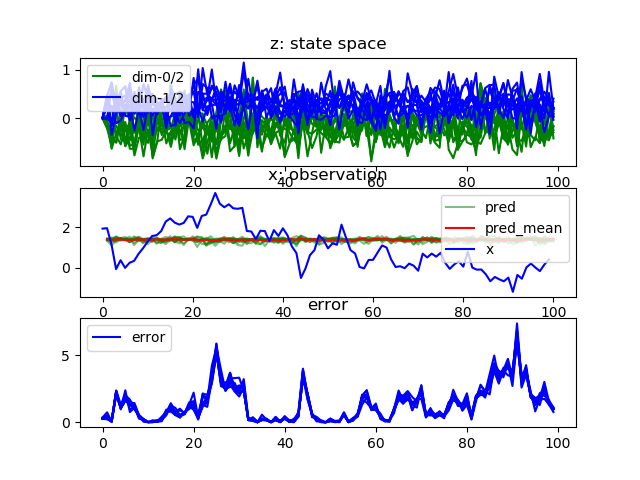 z: state space
1
0
dim-0/2
dim-1/2
0 20 40 60 80 100
x: observation
2
0
pred
pred_mean
x
0 20 40 60 80 100
error
5
0
error
0 20 40 60 80 100